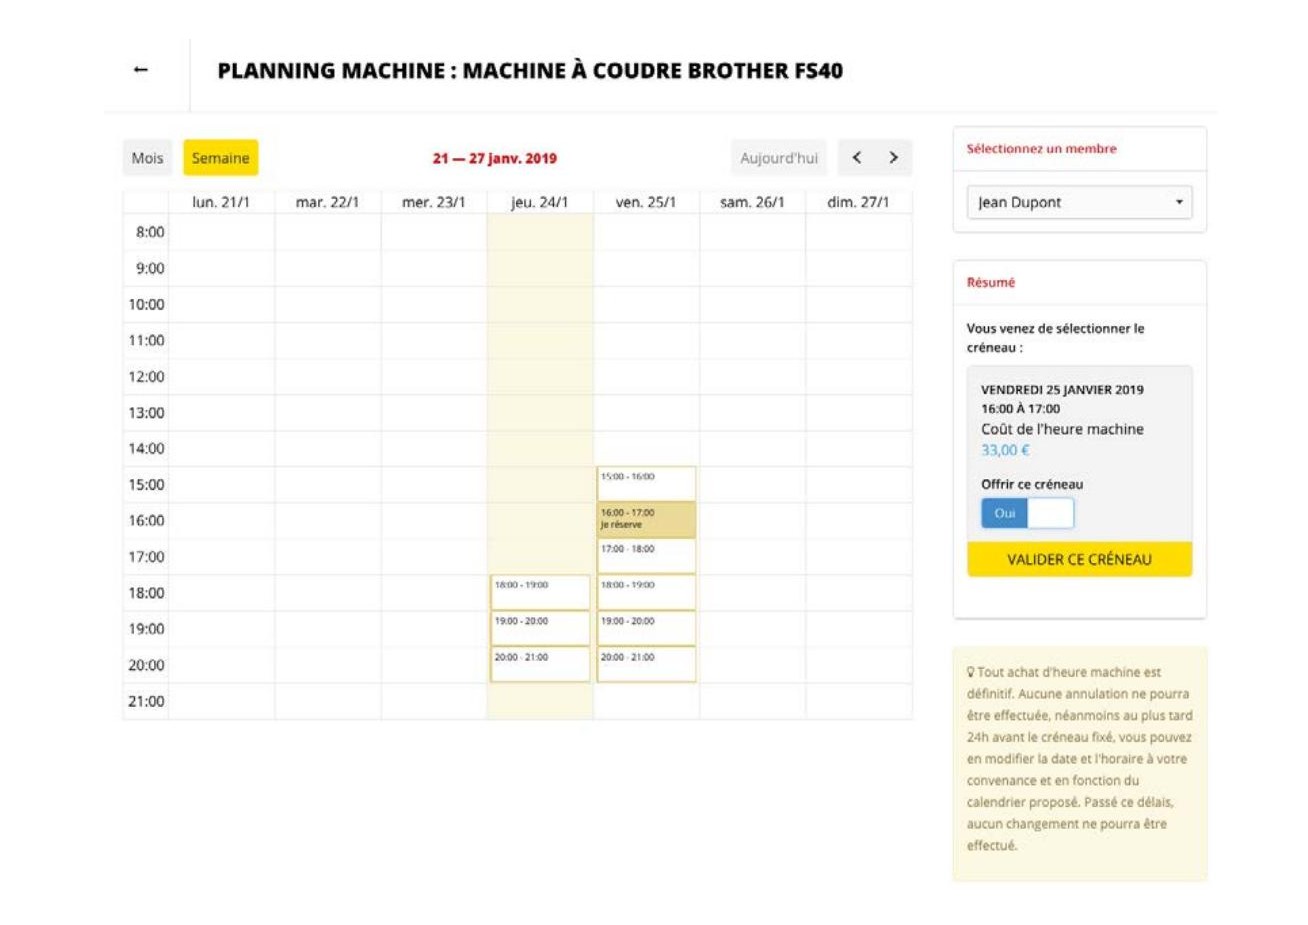 ←
PLANNING MACHINE : MACHINE À COUDRE BROTHER FS40
Mois Semaine 21 — 27 janv. 2019 Aujourd'hui < >
lun. 21/1 mar. 22/1 mer. 23/1 jeu. 24/1 ven. 25/1 sam. 26/1 dim. 27/1
8:00
9:00
10:00
11:00
12:00
13:00
14:00
15:00 15:00 - 16:00
16:00 16:00 - 17:00
Je réserve
17:00 17:00 - 18:00
18:00 18:00 - 19:00 18:00 - 19:00
19:00 19:00 - 20:00 19:00 - 20:00
20:00 20:00 - 21:00 20:00 - 21:00
21:00
Sélectionnez un membre
Jean Dupont
Résumé
Vous venez de sélectionner le
créneau :
VENDREDI 25 JANVIER 2019
16:00 À 17:00
Coût de l'heure machine
33,00 €
Offrir ce créneau
Oui
VALIDER CE CRÉNEAU
Tout achat d'heure machine est
définitif. Aucune annulation ne pourra
être effectuée, néanmoins au plus tard
24h avant le créneau fixé, vous pouvez
en modifier la date et l'horaire à votre
convenance et en fonction du
calendrier proposé. Passé ce délais,
aucun changement ne pourra être
effectué.